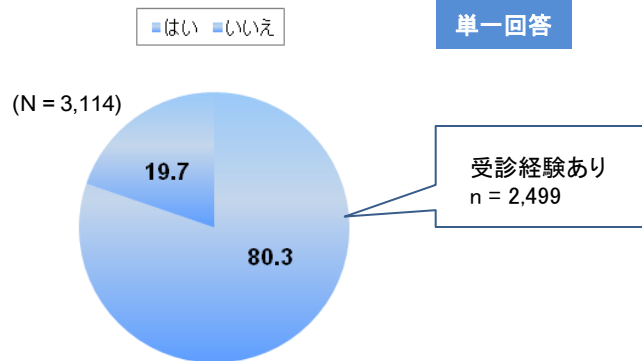 はい いいえ
単一回答
(N = 3,114)
19.7
80.3
受診経験あり
n = 2,499